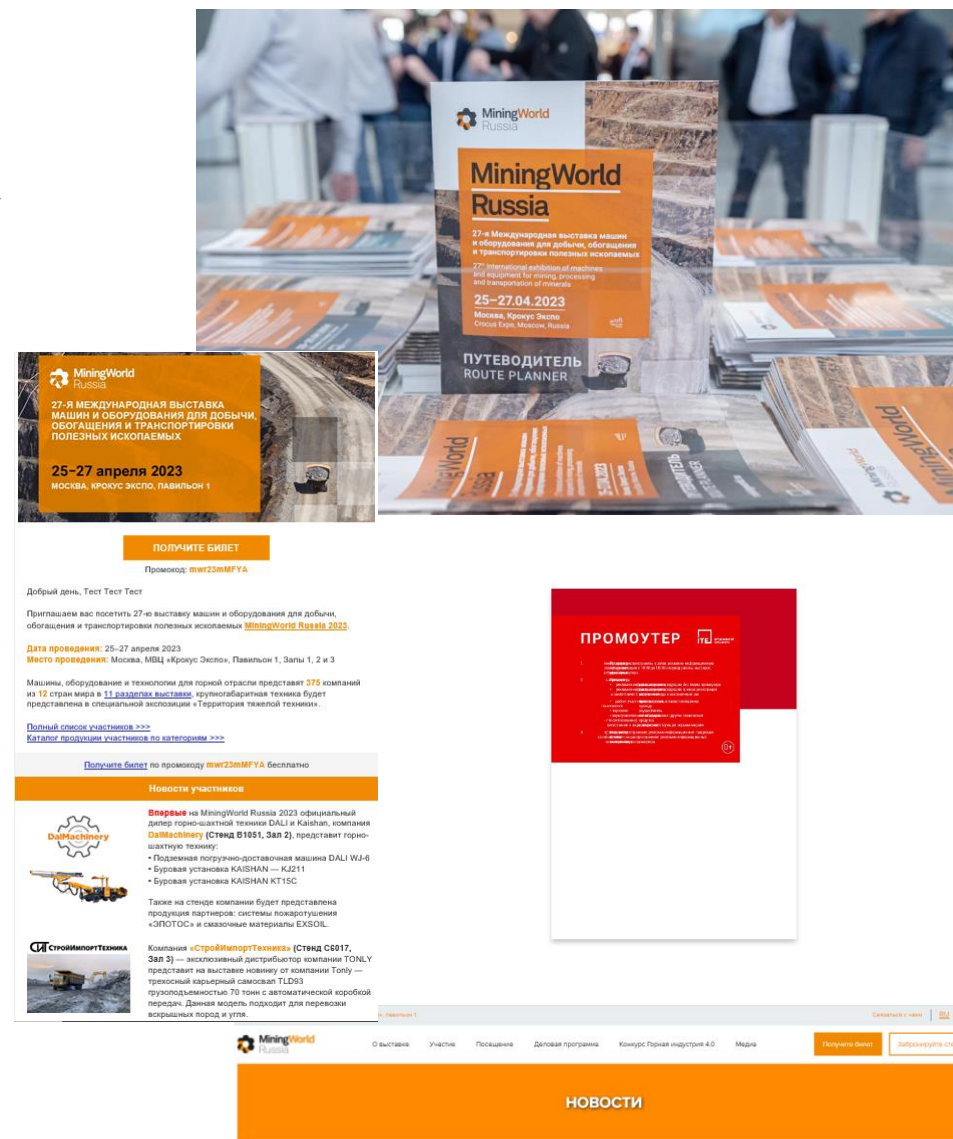 MiningWorld
Russia
MiningWorld
Russia
27-я Международная выставка машин
и оборудования для добычи, обогащения
и транспортировки полезных ископаемых
27th International exhibition of machines
and equipment for mining, processing
and transportation of minerals
25–27.04.2023
Москва, Крокус Экспо
Crocus Expo, Moscow, Russia
ПУТЕВОДИТЕЛЬ
ROUTE PLANNER
MiningWorld
MiningWorld
MiningWorld
Russia
27-Я МЕЖДУНАРОДНАЯ ВЫСТАВКА
МАШИН И ОБОРУДОВАНИЯ ДЛЯ ДОБЫЧИ,
ОБОГАЩЕНИЯ И ТРАНСПОРТИРОВКИ
ПОЛЕЗНЫХ ИСКОПАЕМЫХ
25–27 апреля 2023
МОСКВА, КРОКУС ЭКСПО, ПАВИЛЬОН 1
ПОЛУЧИТЕ БИЛЕТ
Промокод: mwr23mMFYA
Добрый день, Тест Тест Тест
Приглашаем вас посетить 27-ю выставку машин и оборудования для добычи,
обогащения и транспортировки полезных ископаемых MiningWorld Russia 2023.
Дата проведения: 25–27 апреля 2023
Место проведения: Москва, МВЦ «Крокус Экспо», Павильон 1, Залы 1, 2 и 3
Машины, оборудование и технологии для горной отрасли представят 375 компаний
из 12 стран мира в 11 разделах выставки, крупногабаритная техника будет
представлена в специальной экспозиции «Территория тяжелой техники».
Полный список участников >>>
Каталог продукции участников по категориям >>>
Получите билет по промокоду mwr23mMFYA бесплатно
Новости участников
DalMachinery
Впервые на MiningWorld Russia 2023 официальный
дилер горно-шахтной техники DALI и Kaishan, компания
DalMachinery (Стенд B1051, Зал 2), представит горно-
шахтную технику:
• Подземная погрузчно-доставочная машина DALI WJ-6
• Буровая установка KAISHAN — KJ211
• Буровая установка KAISHAN KT15C
Также на стенде компании будет представлена
продукция партнеров: системы пожаротушения
«ЭПОТОС» и смазочные материалы EXSOIL.
СИТ СТРОЙИМПОРТТЕХНИКА
Компания «СтройИмпортТехника» (Стенд C6017,
Зал 3) — эксклюзивный дистрибьютор компании TONLY
представит на выставке новинку от компании Tonly —
трехосный карьерный самосвал TLD93
грузоподъемностью 70 тонн с автоматической коробкой
передач. Данная модель подходит для перевозки
вскрышных пород и угля.
ПРОМОУТЕР
ITE
0+
павильон 1
Связаться с нами
RU
MiningWorld
Russia
О выставке
Участие
Посещение
Деловая программа
Конкурс Горная индустрия 4.0
Медиа
Получите билет
Забронируйте
НОВОСТИ